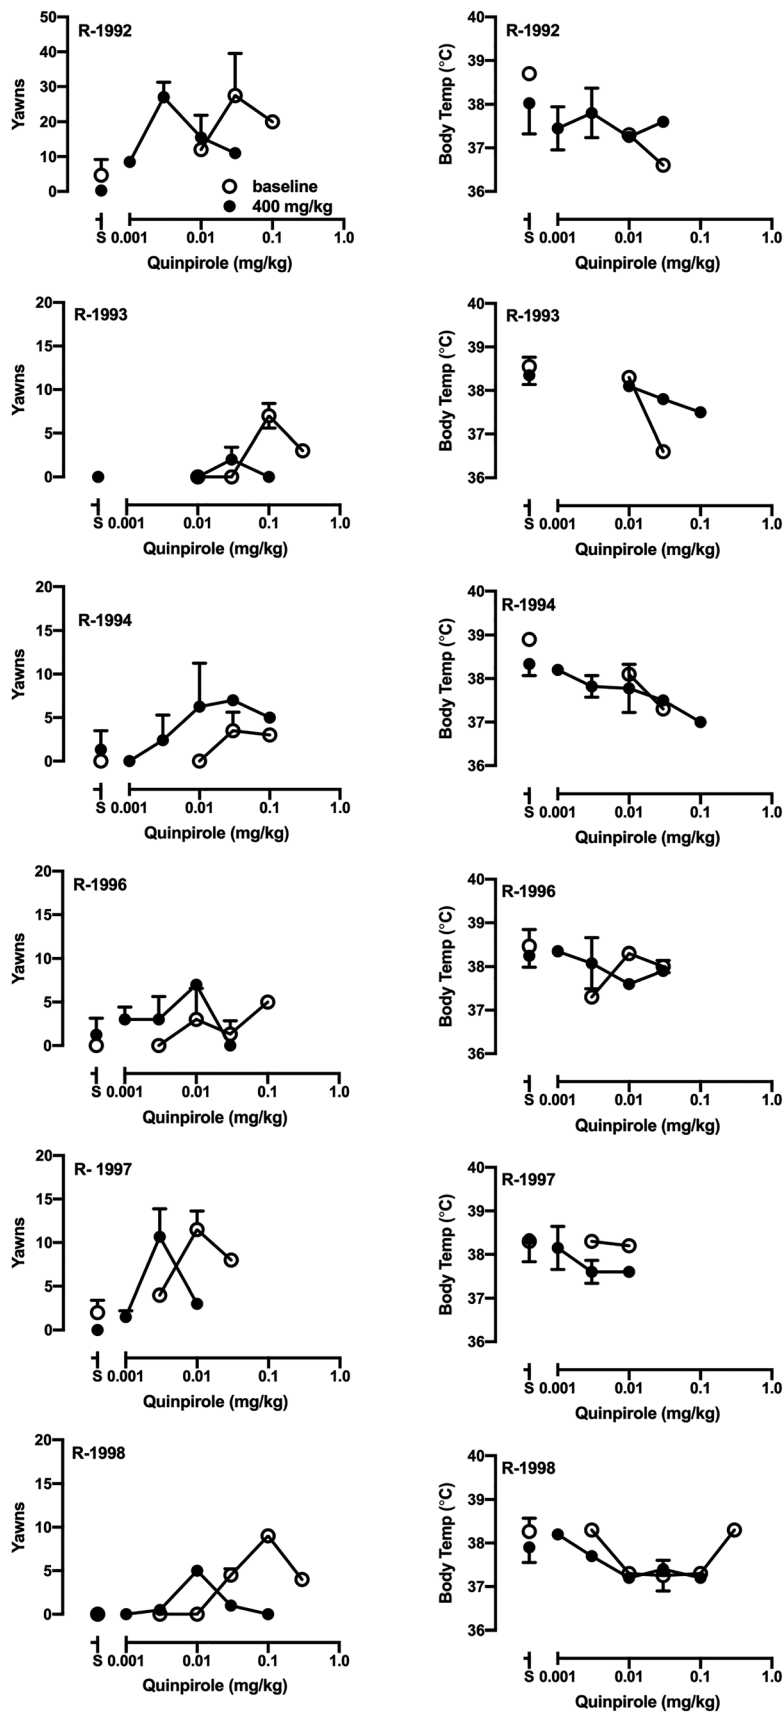 R-1992
50
40
30
20
10
0
Yawns
baseline
400 mg/kg
S 0.001 0.01 0.1 1.0
Quinpirole (mg/kg)
R-1992
40
39
38
37
36
Body Temp (°C)
S 0.001 0.01 0.1 1.0
Quinpirole (mg/kg)
R-1993
20
15
10
5
0
Yawns
S 0.001 0.01 0.1 1.0
Quinpirole (mg/kg)
R-1993
40
39
38
37
36
Body Temp (°C)
S 0.001 0.01 0.1 1.0
Quinpirole (mg/kg)
R-1994
20
15
10
5
0
Yawns
S 0.001 0.01 0.1 1.0
Quinpirole (mg/kg)
R-1994
40
39
38
37
36
Body Temp (°C)
S 0.001 0.01 0.1 1.0
Quinpirole (mg/kg)
R-1996
20
15
10
5
0
Yawns
S 0.001 0.01 0.1 1.0
Quinpirole (mg/kg)
R-1996
40
39
38
37
36
Body Temp (°C)
S 0.001 0.01 0.1 1.0
Quinpirole (mg/kg)
R- 1997
20
15
10
5
0
Yawns
S 0.001 0.01 0.1 1.0
Quinpirole (mg/kg)
R-1997
40
39
38
37
36
Body Temp (°C)
S 0.001 0.01 0.1 1.0
Quinpirole (mg/kg)
R-1998
20
15
10
5
0
Yawns
S 0.001 0.01 0.1 1.0
Quinpirole (mg/kg)
R-1998
40
39
38
37
36
Body Temp (°C)
S 0.001 0.01 0.1 1.0
Quinpirole (mg/kg)